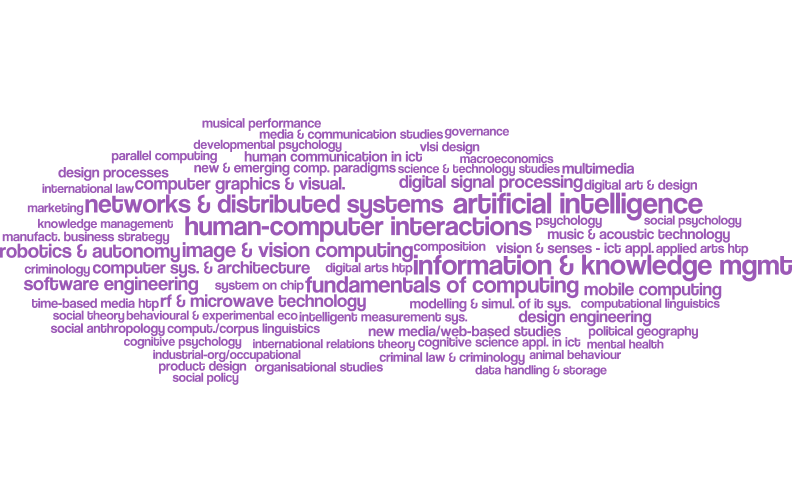 musical performance
media & communication studies governance
developmental psychology vlsi design
parallel computing human communication in ict macroeconomics
design processes new & emerging comp. paradigms science & technology studies multimedia
international law computer graphics & visual. digital signal processing digital art & design
marketing networks & distributed systems artificial intelligence
knowledge management human-computer interactions psychology social psychology
manufact. business strategy music & acoustic technology
robotics & autonomy image & vision computing composition vision & senses - ict appl. applied arts htp
criminology computer sys. & architecture digital arts htp information & knowledge mgmt
software engineering system on chip fundamentals of computing mobile computing
time-based media htp rf & microwave technology modelling & simul. of it sys. computational linguistics
social theory behavioural & experimental eco intelligent measurement sys. design engineering
social anthropology comput./corpus linguistics new media/web-based studies political geography
cognitive psychology international relations theory cognitive science appl. in ict mental health
industrial-org/occupational criminal law & criminology animal behaviour
product design organisational studies data handling & storage
social policy